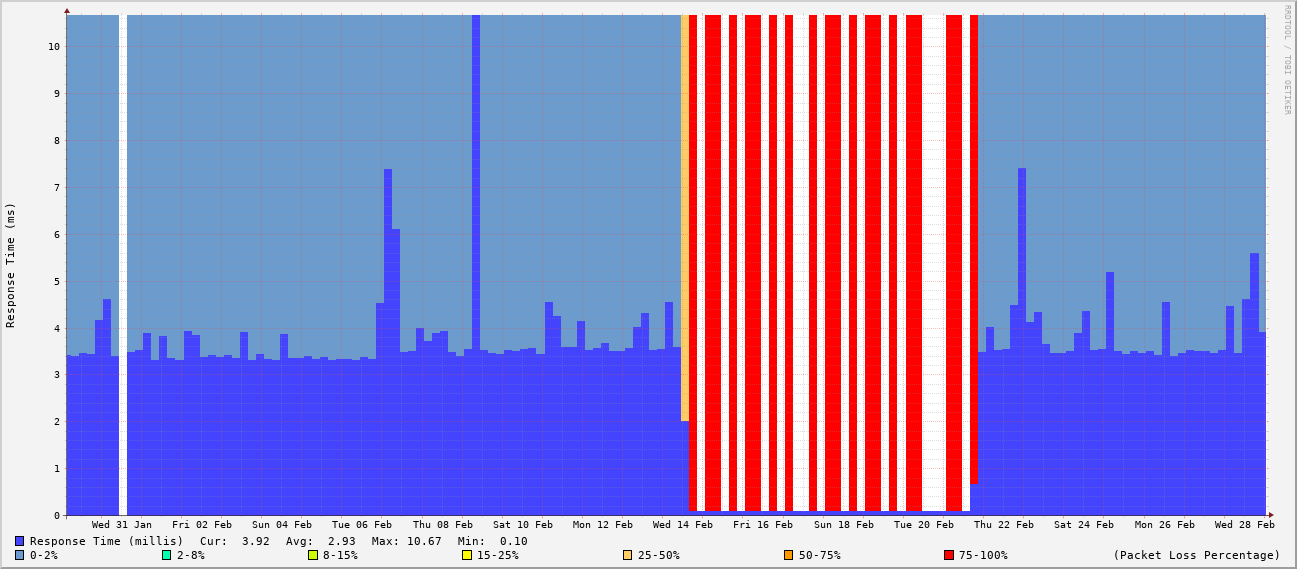 RRDTOOL / TOBI OETIKER
Response Time (ms)
10
9
8
7
6
5
4
3
2
1
0
Wed 31 Jan Fri 02 Feb Sun 04 Feb Tue 06 Feb Thu 08 Feb Sat 10 Feb Mon 12 Feb Wed 14 Feb Fri 16 Feb Sun 18 Feb Tue 20 Feb Thu 22 Feb Sat 24 Feb Mon 26 Feb Wed 28 Feb
Response Time (millis) Cur: 3.92 Avg: 2.93 Max: 10.67 Min: 0.10
0-2% 2-8% 8-15% 15-25% 25-50% 50-75% 75-100% (Packet Loss Percentage)